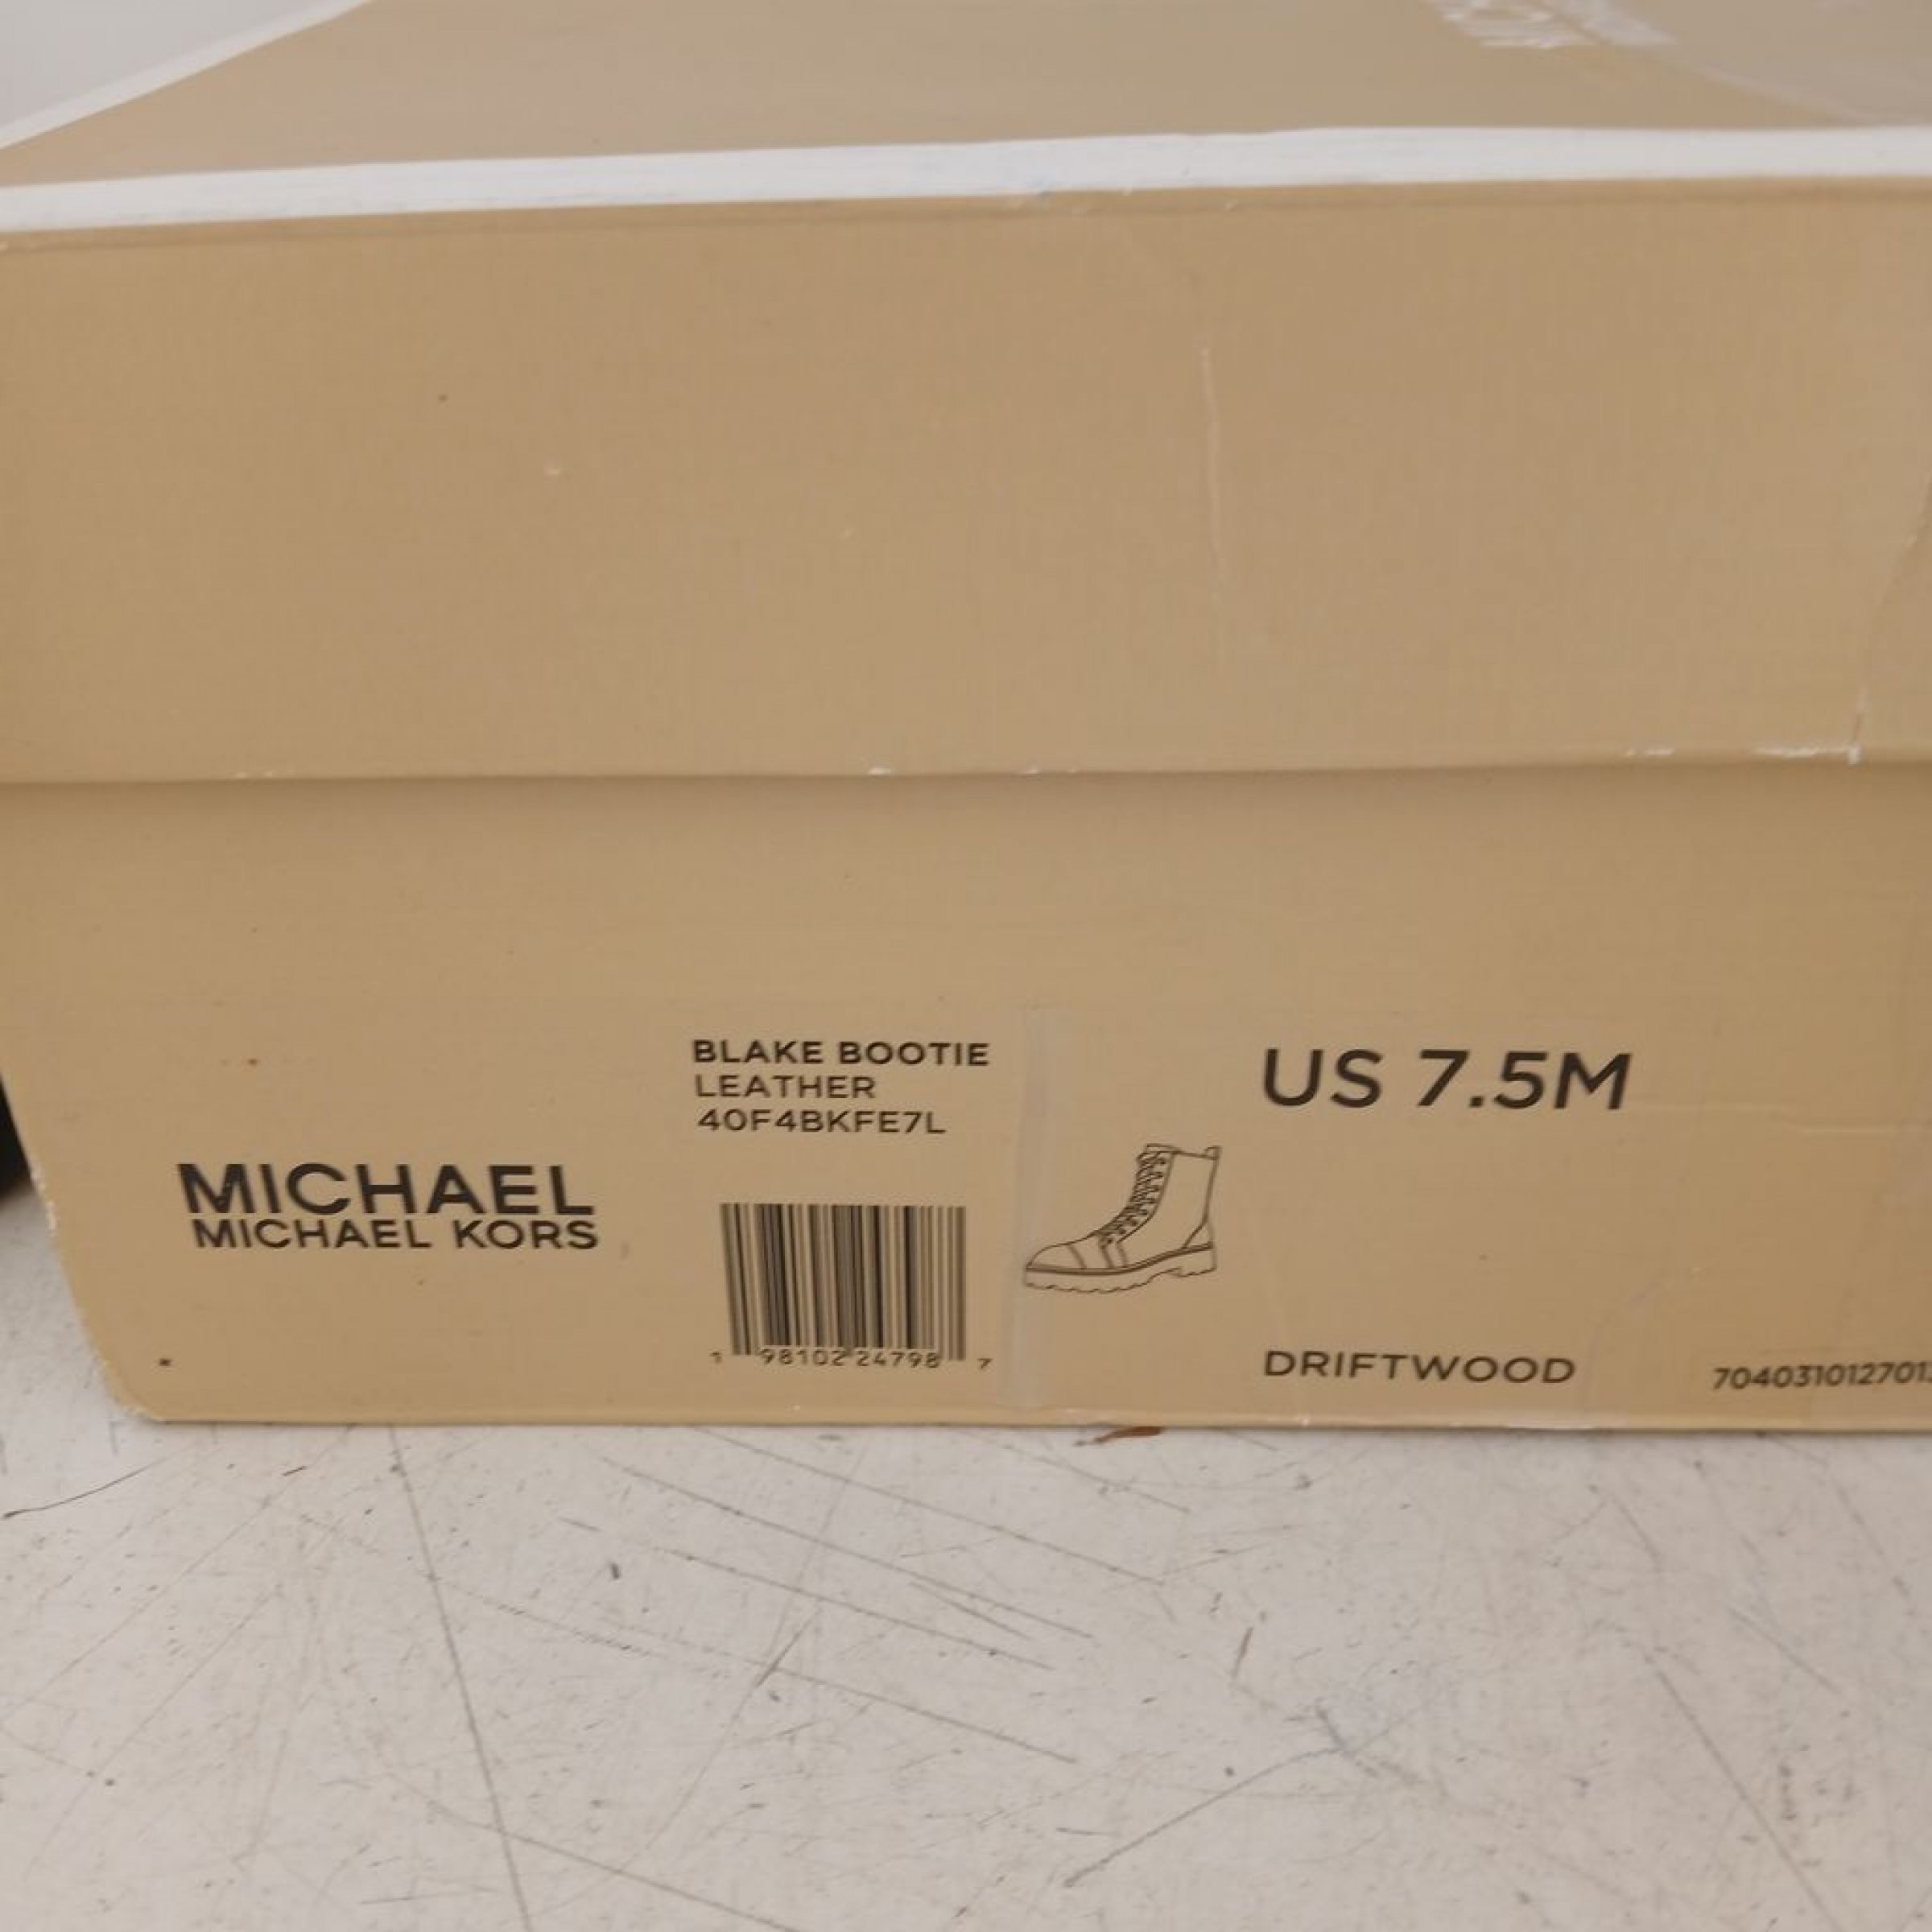 BLAKE BOOTIE
LEATHER
40F4BKFE7L
MICHAEL
MICHAEL KORS
1 98102 24798 7
US 7.5M
DRIFTWOOD